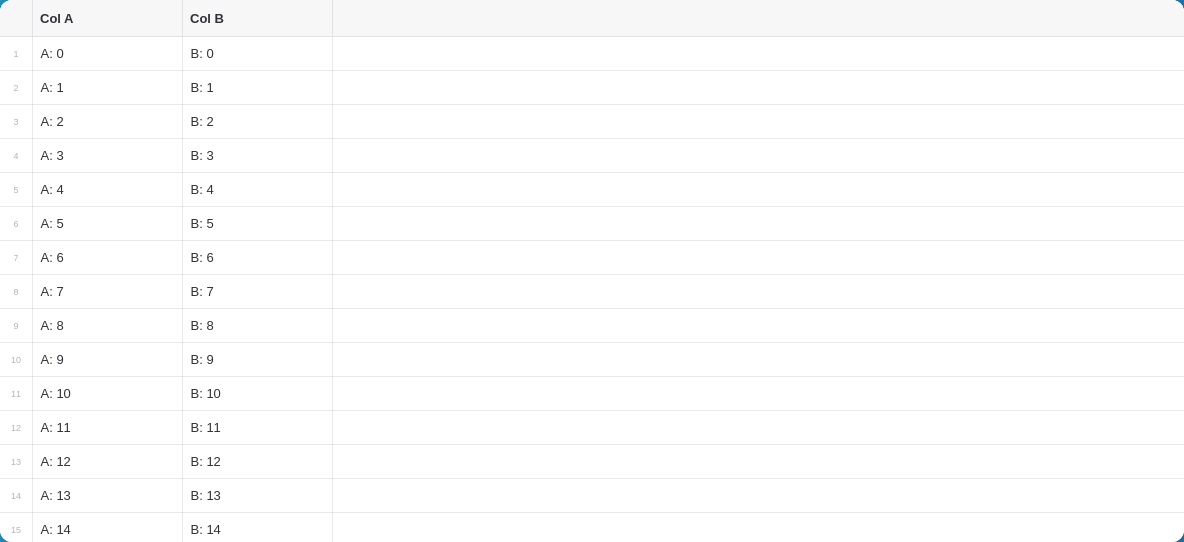 Col A Col B
1 A: 0 B: 0
2 A: 1 B: 1
3 A: 2 B: 2
4 A: 3 B: 3
5 A: 4 B: 4
6 A: 5 B: 5
7 A: 6 B: 6
8 A: 7 B: 7
9 A: 8 B: 8
10 A: 9 B: 9
11 A: 10 B: 10
12 A: 11 B: 11
13 A: 12 B: 12
14 A: 13 B: 13
15 A: 14 B: 14